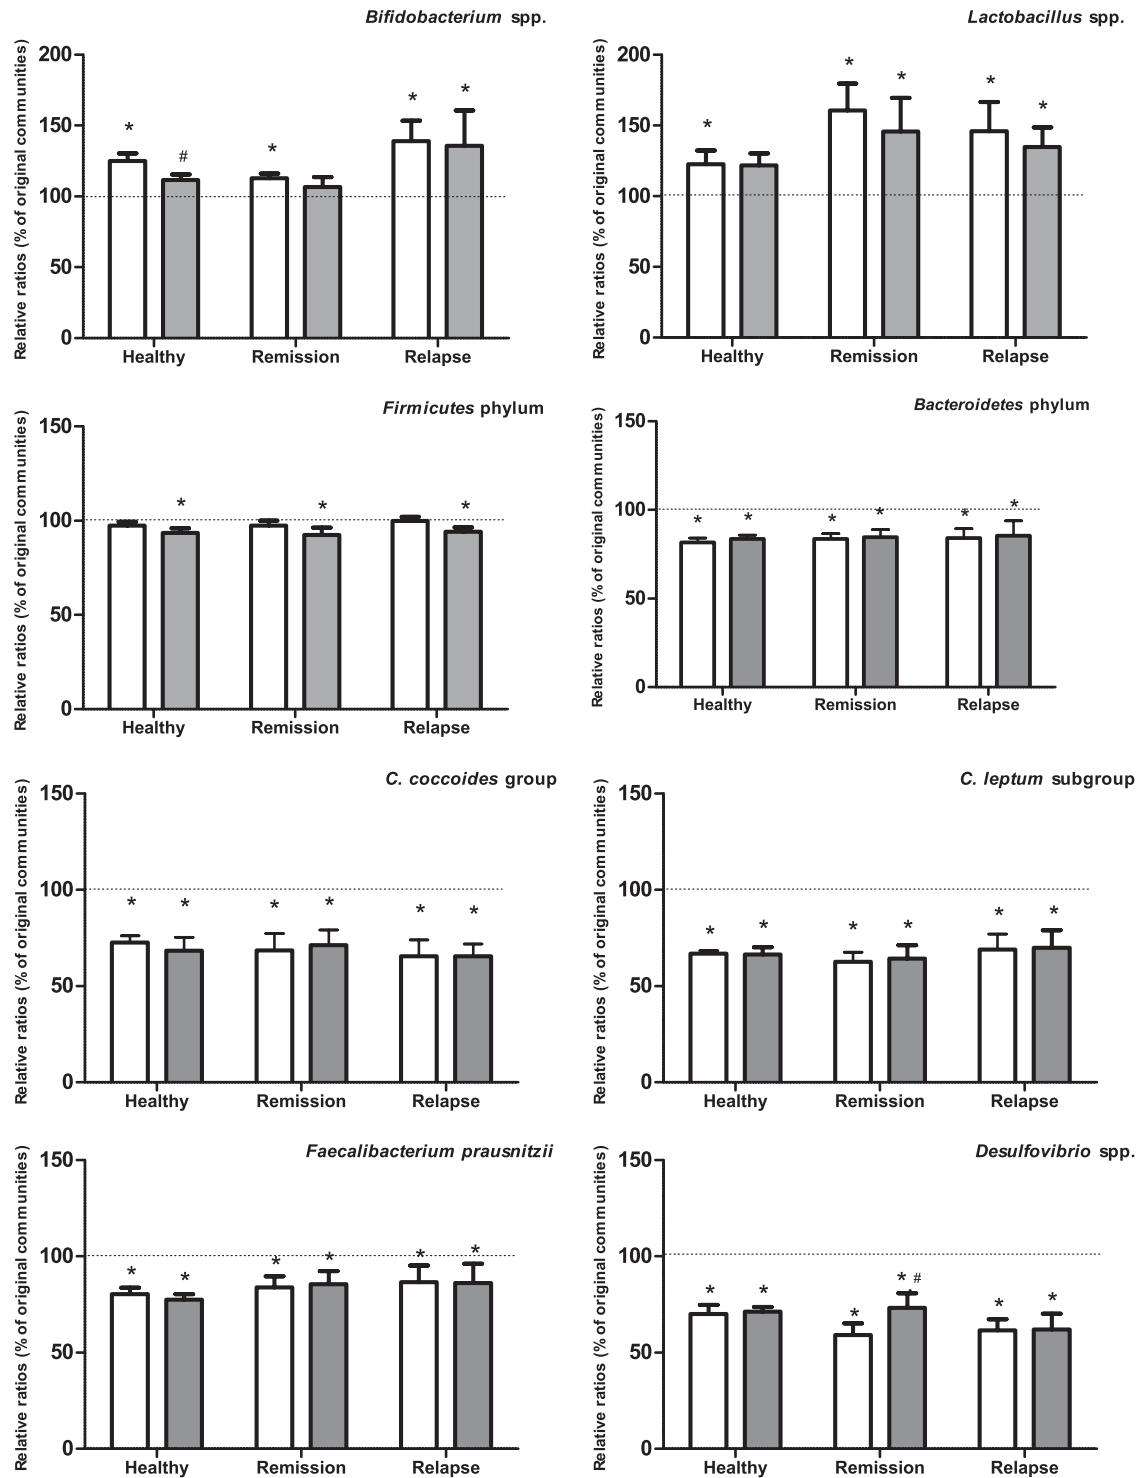 Bifidobacterium spp.
Relative ratios (% of original communities)
200
150
100
50
0
* # * * *
Healthy Remission Relapse
Lactobacillus spp.
Relative ratios (% of original communities)
200
150
100
50
0
* * * * *
Healthy Remission Relapse
Firmicutes phylum
Relative ratios (% of original communities)
150
100
50
0
* * *
Healthy Remission Relapse
Bacteroidetes phylum
Relative ratios (% of original communities)
150
100
50
0
* * * * * *
Healthy Remission Relapse
C. coccoides group
Relative ratios (% of original communities)
150
100
50
0
* * * * * *
Healthy Remission Relapse
C. leptum subgroup
Relative ratios (% of original communities)
150
100
50
0
* * * * * *
Healthy Remission Relapse
Faecalibacterium prausnitzii
Relative ratios (% of original communities)
150
100
50
0
* * * * * *
Healthy Remission Relapse
Desulfovibrio spp.
Relative ratios (% of original communities)
150
100
50
0
* * * * # * *
Healthy Remission Relapse